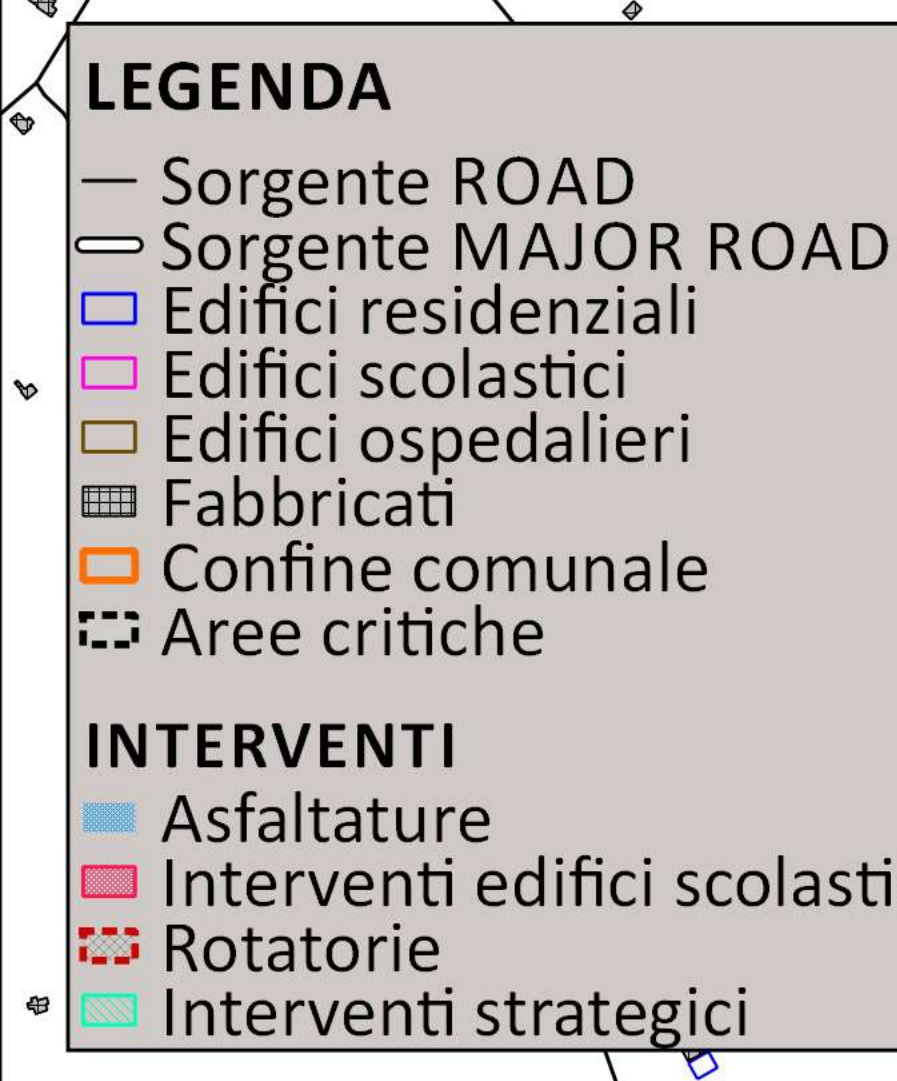 LEGENDA
Sorgente ROAD
Sorgente MAJOR ROAD
Edifici residenziali
Edifici scolastici
Edifici ospedalieri
Fabbricati
Confine comunale
Aree critiche
INTERVENTI
Asfaltature
Interventi edifici scolasti
Rotatorie
Interventi strategici